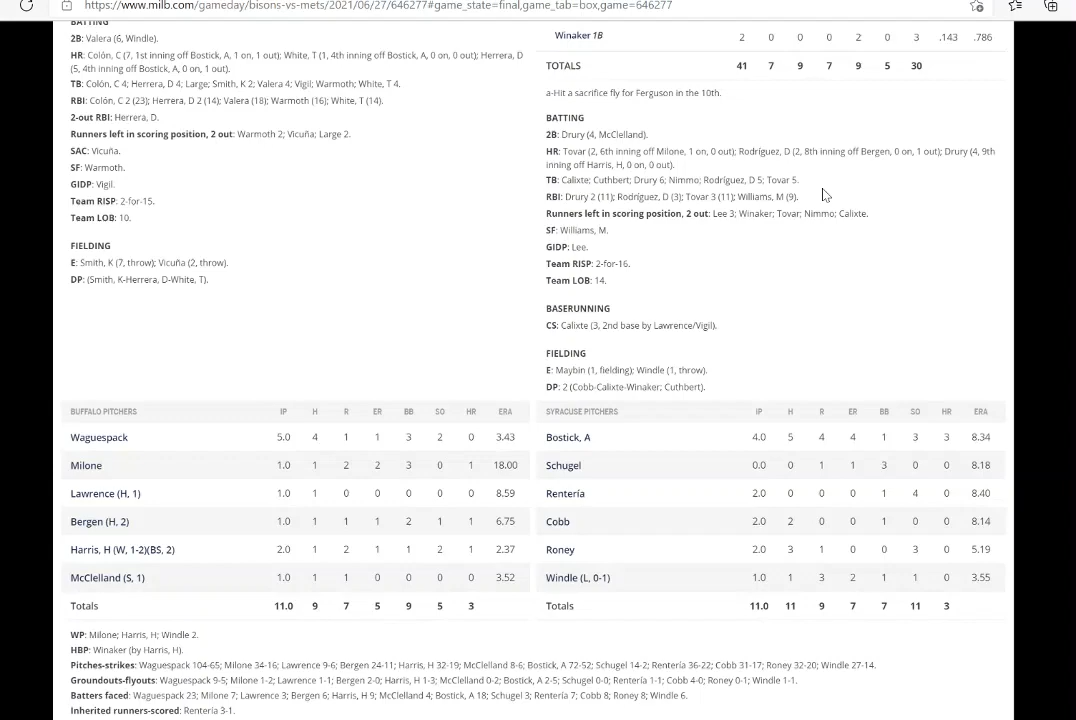 https://www.milb.com/gameday/bisons-vs-mets/2021/06/27/646277#game_state=final,game_tab=box,game=646277
BATTING
2B: Valera (6, Windle).
HR: Colón, C (7, 1st inning off Bostick, A, 1 on, 1 out); White, T (1, 4th inning off Bostick, A, 0 on, 0 out); Herrera, D
(5, 4th inning off Bostick, A, 0 on, 1 out).
TB: Colón, C 4; Herrera, D 4; Large; Smith, K 2; Valera 4; Vigil; Warmoth; White, T 4.
RBI: Colón, C 2 (23); Herrera, D 2 (14); Valera (18); Warmoth (16); White, T (14).
2-out RBI: Herrera, D.
Runners left in scoring position, 2 out: Warmoth 2; Vicuña; Large 2.
SAC: Vicuña.
SF: Warmoth.
GIDP: Vigil.
Team RISP: 2-for-15.
Team LOB: 10.
FIELDING
E: Smith, K (7, throw); Vicuña (2, throw).
DP: (Smith, K-Herrera, D-White, T).
Winaker 1B 2 0 0 0 2 0 3 .143 .786
TOTALS 41 7 9 7 9 5 30
a-Hit a sacrifice fly for Ferguson in the 10th.
BATTING
2B: Drury (4, McClelland).
HR: Tovar (2, 6th inning off Milone, 1 on, 0 out); Rodríguez, D (2, 8th inning off Bergen, 0 on, 1 out); Drury (4, 9th
inning off Harris, H, 0 on, 0 out).
TB: Calixte; Cuthbert; Drury 6; Nimmo; Rodríguez, D 5; Tovar 5.
RBI: Drury 2 (11); Rodríguez, D (3); Tovar 3 (11); Williams, M (9).
Runners left in scoring position, 2 out: Lee 3; Winaker; Tovar; Nimmo; Calixte.
SF: Williams, M.
GIDP: Lee.
Team RISP: 2-for-16.
Team LOB: 14.
BASERUNNING
CS: Calixte (3, 2nd base by Lawrence/Vigil).
FIELDING
E: Maybin (1, fielding); Windle (1, throw).
DP: 2 (Cobb-Calixte-Winaker; Cuthbert).
BUFFALO PITCHERS IP H R ER BB SO HR ERA
Waguespack 5.0 4 1 1 3 2 0 3.43
Milone 1.0 1 2 2 3 0 1 18.00
Lawrence (H, 1) 1.0 1 0 0 0 0 0 8.59
Bergen (H, 2) 1.0 1 1 1 2 1 1 6.75
Harris, H (W, 1-2)(BS, 2) 2.0 1 2 1 1 2 1 2.37
McClelland (S, 1) 1.0 1 1 0 0 0 0 3.52
Totals 11.0 9 7 5 9 5 3
SYRACUSE PITCHERS IP H R ER BB SO HR ERA
Bostick, A 4.0 5 4 4 1 3 3 8.34
Schugel 0.0 0 1 1 3 0 0 8.18
Rentería 2.0 0 0 0 1 4 0 8.40
Cobb 2.0 2 0 0 1 0 0 8.14
Roney 2.0 3 1 0 0 3 0 5.19
Windle (L, 0-1) 1.0 1 3 2 1 1 0 3.55
Totals 11.0 11 9 7 7 11 3
WP: Milone; Harris, H; Windle 2.
HBP: Winaker (by Harris, H).
Pitches-strikes: Waguespack 104-65; Milone 34-16; Lawrence 9-6; Bergen 24-11; Harris, H 32-19; McClelland 8-6; Bostick, A 72-52; Schugel 14-2; Rentería 36-22; Cobb 31-17; Roney 32-20; Windle 27-14.
Groundouts-flyouts: Waguespack 9-5; Milone 1-2; Lawrence 1-1; Bergen 2-0; Harris, H 1-3; McClelland 0-2; Bostick, A 2-5; Schugel 0-0; Rentería 1-1; Cobb 4-0; Roney 0-1; Windle 1-1.
Batters faced: Waguespack 23; Milone 7; Lawrence 3; Bergen 6; Harris, H 9; McClelland 4; Bostick, A 18; Schugel 3; Rentería 7; Cobb 8; Roney 8; Windle 6.
Inherited runners-scored: Rentería 3-1.